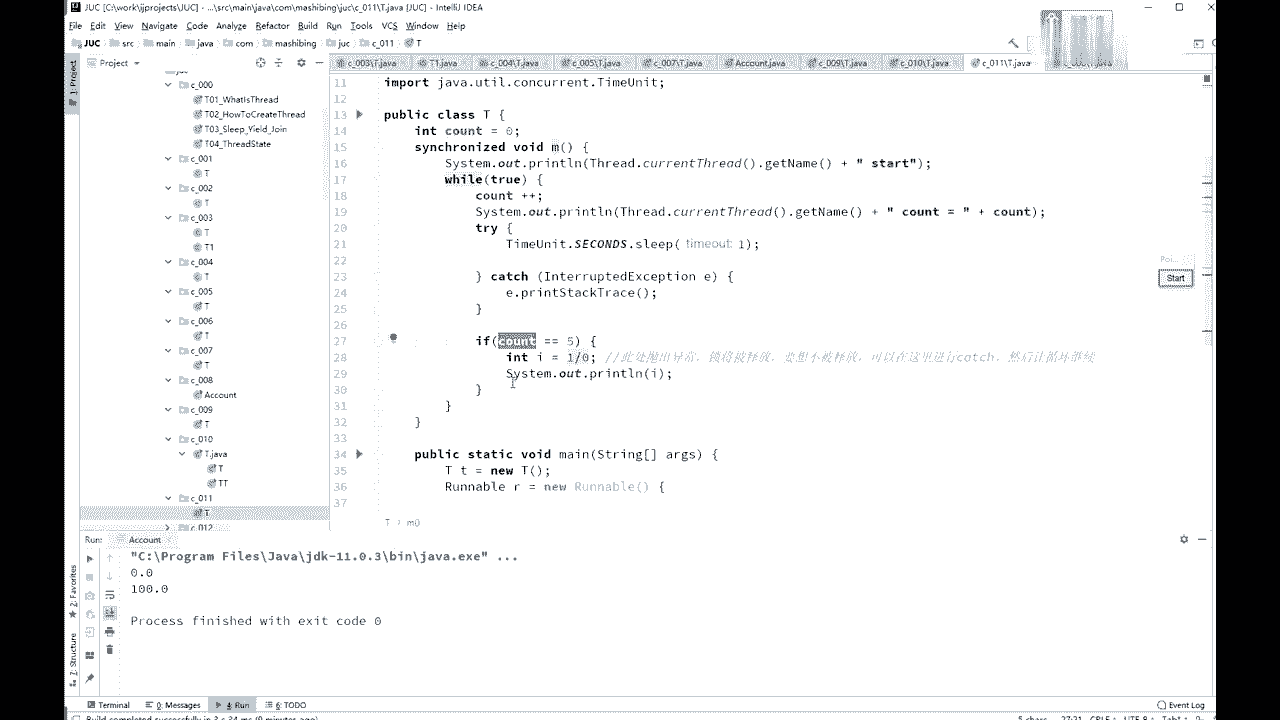 JUC [C:\work\ijprojects\JUC] - ...\src\main\java\com\mashibing\juc\c_011\T.java [JUC] - IntelliJ IDEA
File Edit View Navigate Code Analyze Refactor Build Run Tools VCS Window Help
JUC src main java com mashibing juc c_011 T
Project
c_003\T.java T1.java c_004\T.java c_005\T.java c_007\T.java Account.java c_009\T.java c_010\T.java c_011\T.java
1: Project
juc
c_000
T01_WhatIsThread
T02_HowToCreateThread
T03_Sleep_Yield_Join
T04_ThreadState
c_001
T
c_002
T
c_003
T
T1
c_004
T
c_005
T
c_006
T
c_007
T
c_008
Account
c_009
T
c_010
T.java
T
TT
c_011
T
c_012
11 import java.util.concurrent.TimeUnit;
12
13 public class T {
14 int count = 0;
15 synchronized void m() {
16 System.out.println(Thread.currentThread().getName() + " start");
17 while(true) {
18 count ++;
19 System.out.println(Thread.currentThread().getName() + " count = " + count);
20 try {
21 TimeUnit.SECONDS.sleep( timeout: 1);
22
23 } catch (InterruptedException e) {
24 e.printStackTrace();
25 }
26
27 if(count == 5) {
28 int i = 1/0; //此处抛出异常，锁将被释放，要想不被释放，可以在这里进行catch，然后让循环继续
29 System.out.println(i);
30 }
31 }
32 }
33
34 public static void main(String[] args) {
35 T t = new T();
36 Runnable r = new Runnable() {
37
T › m()
Start
Run: Account
"C:\Program Files\Java\jdk-11.0.3\bin\java.exe" ...
0.0
100.0
Process finished with exit code 0
2: Favorites
Z: Structure
Terminal 0: Messages 4: Run 6: TODO
Event Log